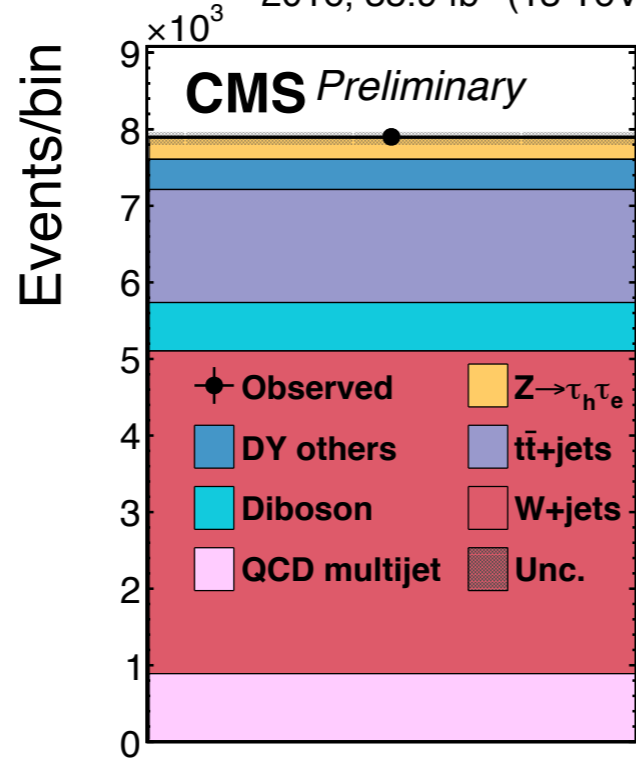 ×10³
Events/bin
9
CMS Preliminary
8
7
6
5
Observed Z→τₕτₑ
4
DY others tt̄+jets
3
Diboson W+jets
2
QCD multijet Unc.
1
0